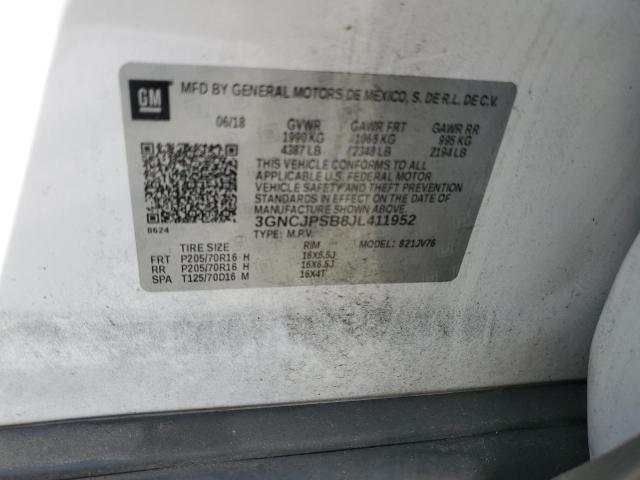 GM MFD BY GENERAL MOTORS DE MEXICO, S. DE R.L. DE C.V.
06/18 GVWR GAWR FRT GAWR RR
1990 KG 1065 KG 995 KG
4387 LB 2348 LB 2194 LB
THIS VEHICLE CONFORMS TO ALL
APPLICABLE U.S. FEDERAL MOTOR
VEHICLE SAFETY AND THEFT PREVENTION
STANDARDS IN EFFECT ON THE DATE OF
MANUFACTURE SHOWN ABOVE.
8624
3GNCJPSB8JL411952
TYPE: M.P.V. MODEL: 821JV76
TIRE SIZE RIM
FRT P205/70R16 H 16X6.5J
RR P205/70R16 H 16X6.5J
SPA T125/70D16 M 16X4T